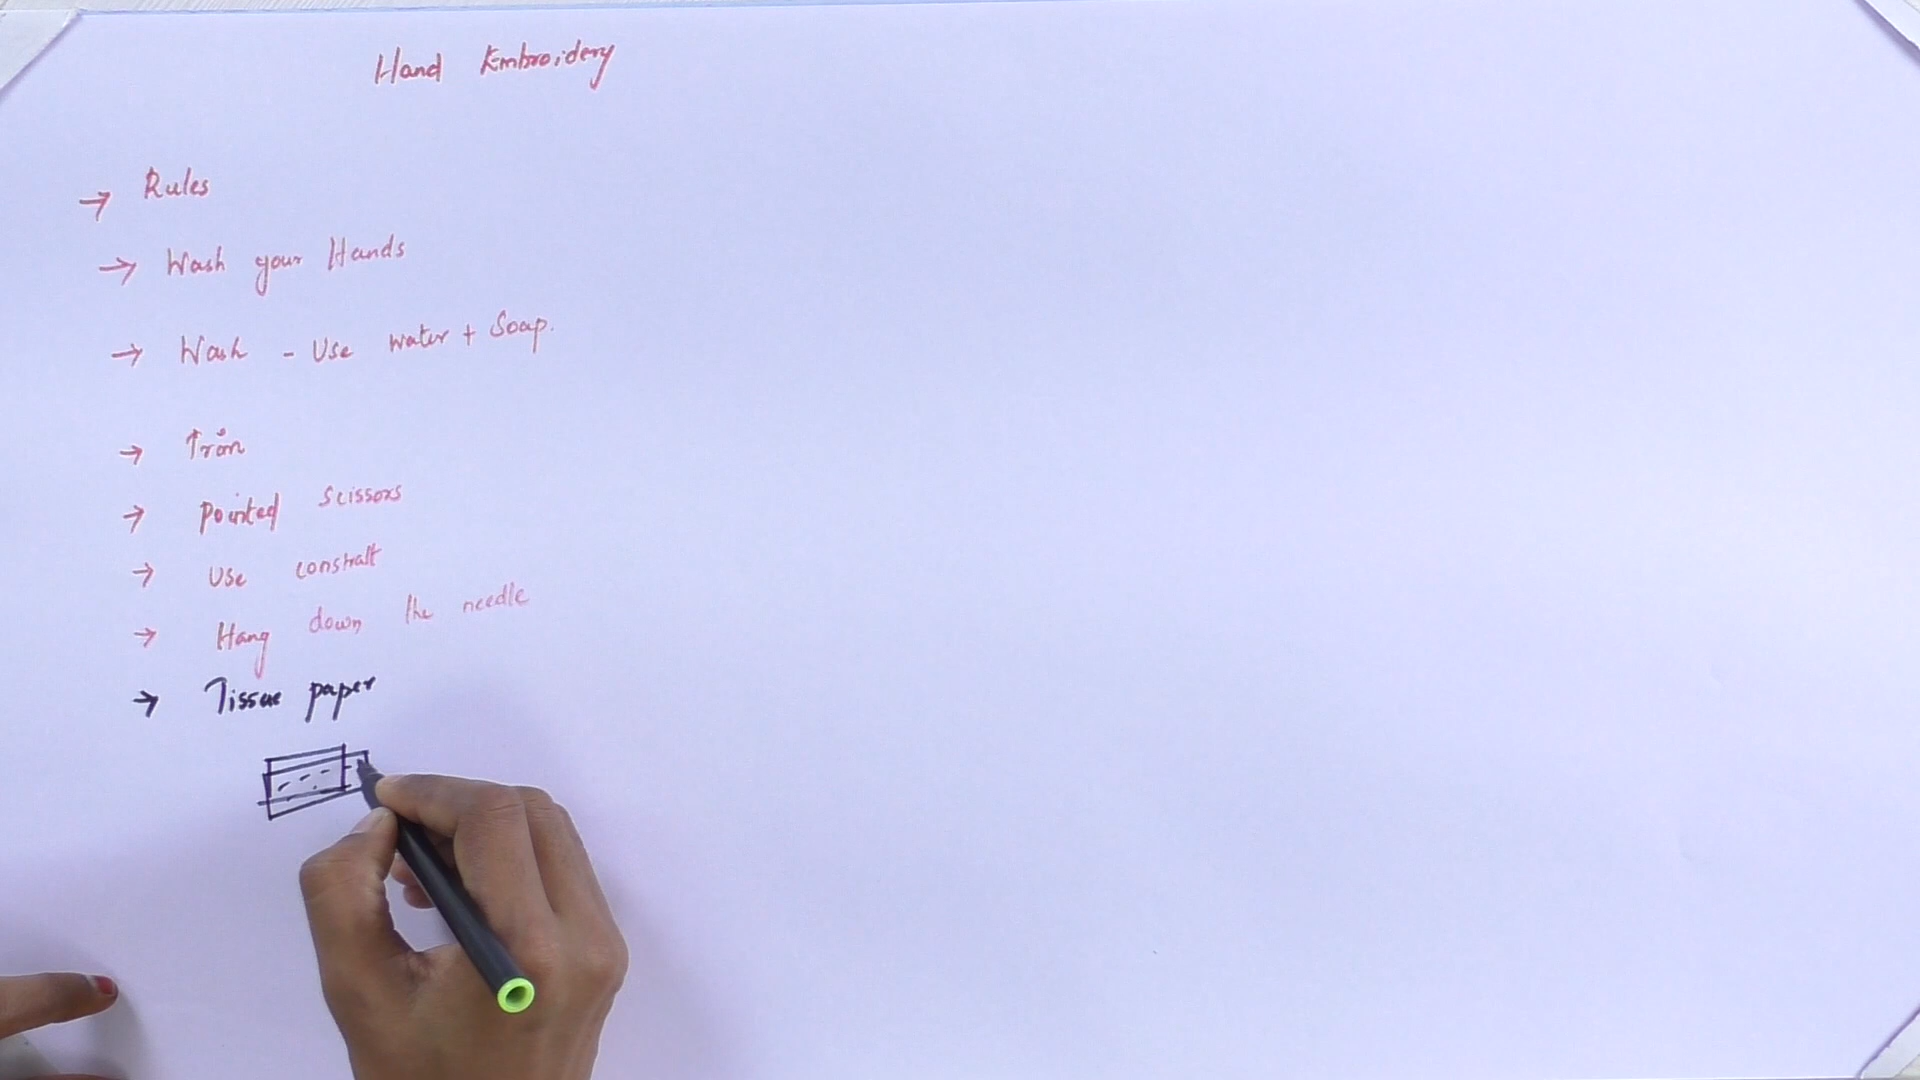 Hand Embroidery
→ Rules
→ Wash your Hands
→ Wash - Use water + Soap.
→ Iron
→ Pointed scissors
→ Use constratt
→ Hang down the needle
→ Tissue paper